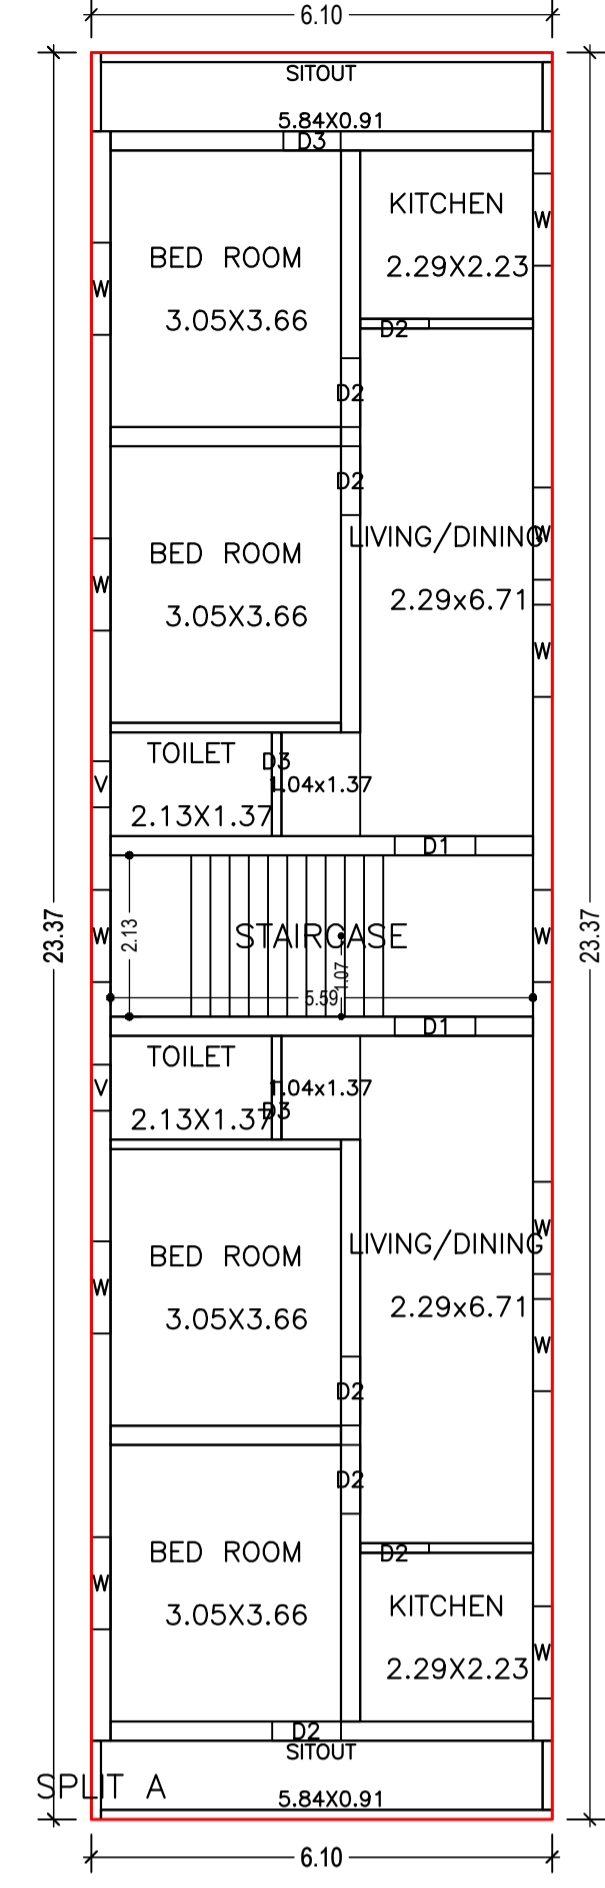 6.10
SITOUT
5.84X0.91
D3
KITCHEN
W
BED ROOM
2.29X2.23
W
3.05X3.66
D2
D2
D2
LIVING/DINING
W
BED ROOM
W
2.29x6.71
3.05X3.66
W
TOILET
D3
V
1.04x1.37
2.13X1.37
D1
23.37
W
2.13
STAIRCASE
W
23.37
1.07
5.59
D1
TOILET
V
1.04x1.37
2.13X1.37
D3
W
LIVING/DINING
BED ROOM
W
2.29x6.71
3.05X3.66
W
D2
D2
BED ROOM
D2
W
KITCHEN
3.05X3.66
W
2.29X2.23
D2
SITOUT
SPLIT A
5.84X0.91
6.10